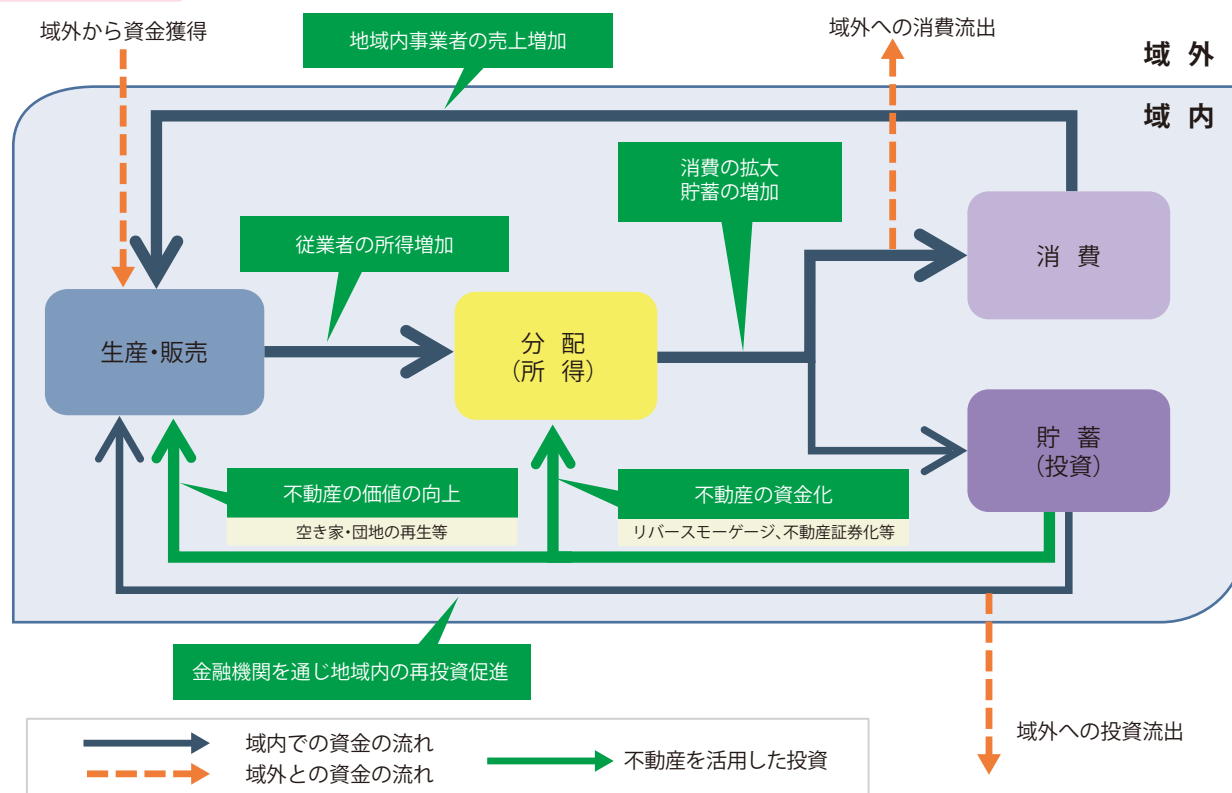 域外から資金獲得
地域内事業者の売上増加
域外への消費流出
域 外
域 内
消費の拡大
貯蓄の増加
従業者の所得増加
消 費
生産・販売
分 配
(所 得)
貯 蓄
(投資)
不動産の価値の向上
空き家・団地の再生等
不動産の資金化
リバースモーゲージ、不動産証券化等
金融機関を通じ地域内の再投資促進
域外への投資流出
域内での資金の流れ
域外との資金の流れ
不動産を活用した投資